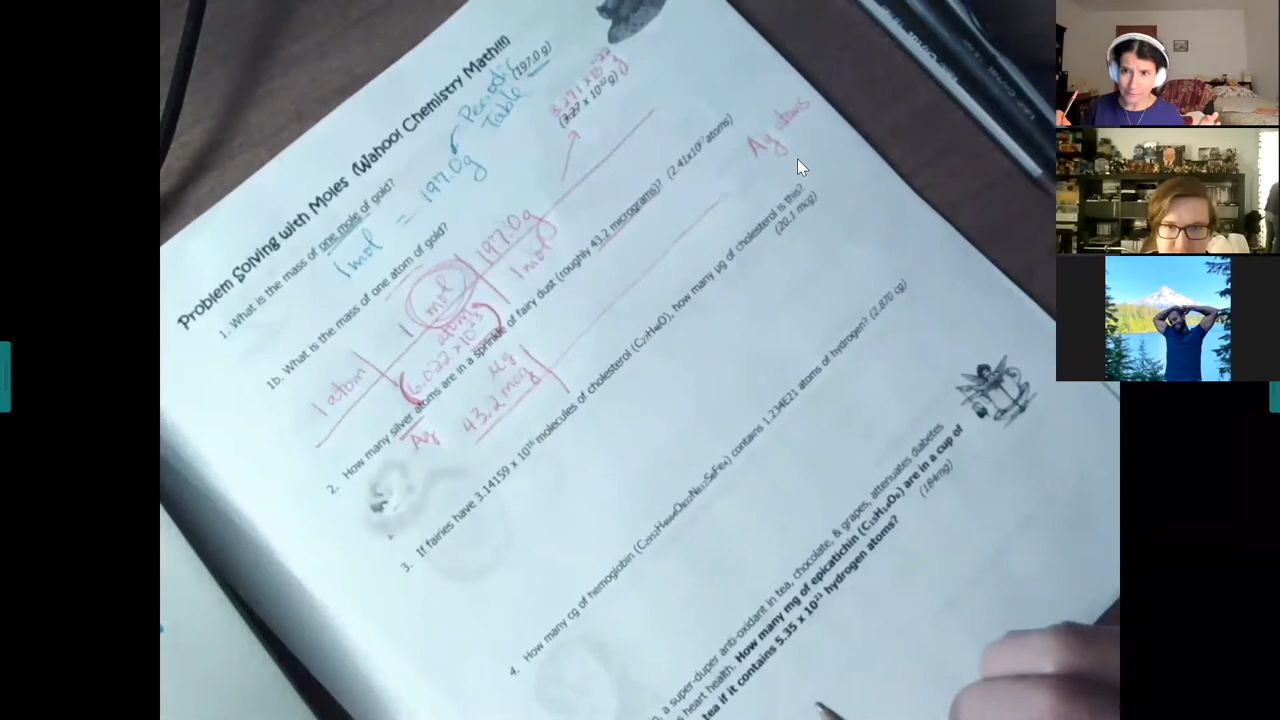 Problem Solving with Moles (Wahoo! Chemistry Math!!!)
1. What is the mass of one mole of gold? (197.0 g)
1 mol = 197.0g
Periodic
Table
1b. What is the mass of one atom of gold?
3.271 x 10⁻²² g
1 atom
1 mol
197.0g
6.022 x10²³
atoms
1 mol
2. How many silver atoms are in a sprinkle of fairy dust (roughly 43.2 micrograms)? (2.41x10¹⁷ atoms)
Ag
µg
43.2 mcg
Ag atoms
3. If fairies have 3.14159 x 10¹⁶ molecules of cholesterol (C₂₇H₄₆O), how many µg of cholesterol is this?
(20.1 mcg)
4. How many cg of hemoglobin contains 1.234E21 atoms of hydrogen? (2.870 cg)
a super-duper anti-oxidant in tea, chocolate, & grapes, attenuates diabetes
heart health. How many mg of epicatichin are in a cup of
tea if it contains 5.35 x 10²¹ hydrogen atoms?
(184mg)